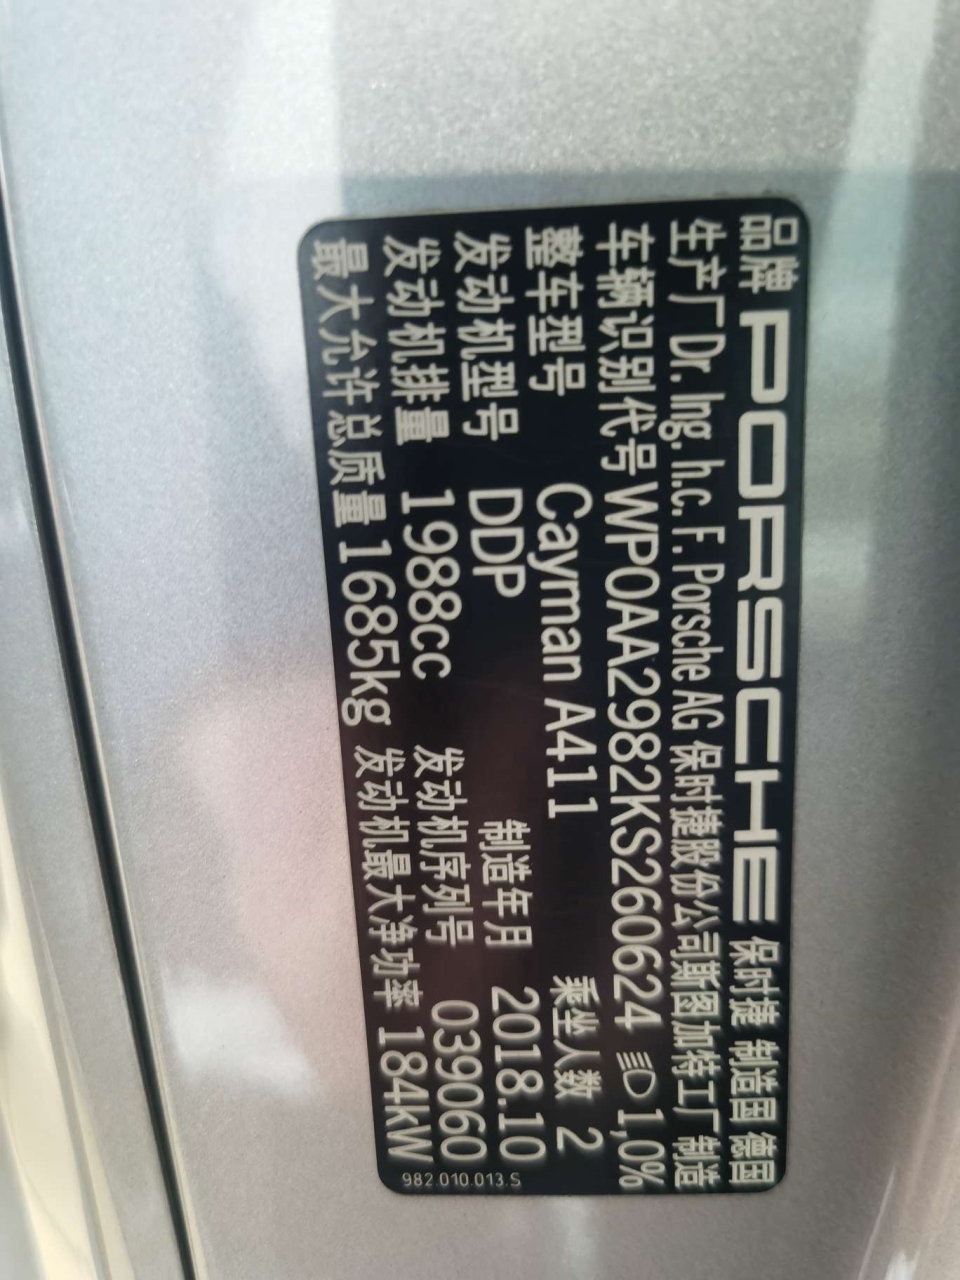 品牌 PORSCHE 保时捷 制造国 德国
生产厂 Dr. Ing. h.c. F. Porsche AG 保时捷股份公司斯图加特工厂 制造
车辆识别代号 WP0AA2982KS260624 1,0%
整车型号 Cayman A411 乘坐人数 2
发动机型号 DDP 制造年月 2018.10
发动机排量 1988cc 发动机序列号 039060
最大允许总质量 1685kg 发动机最大净功率 184kW
982.010.013.S